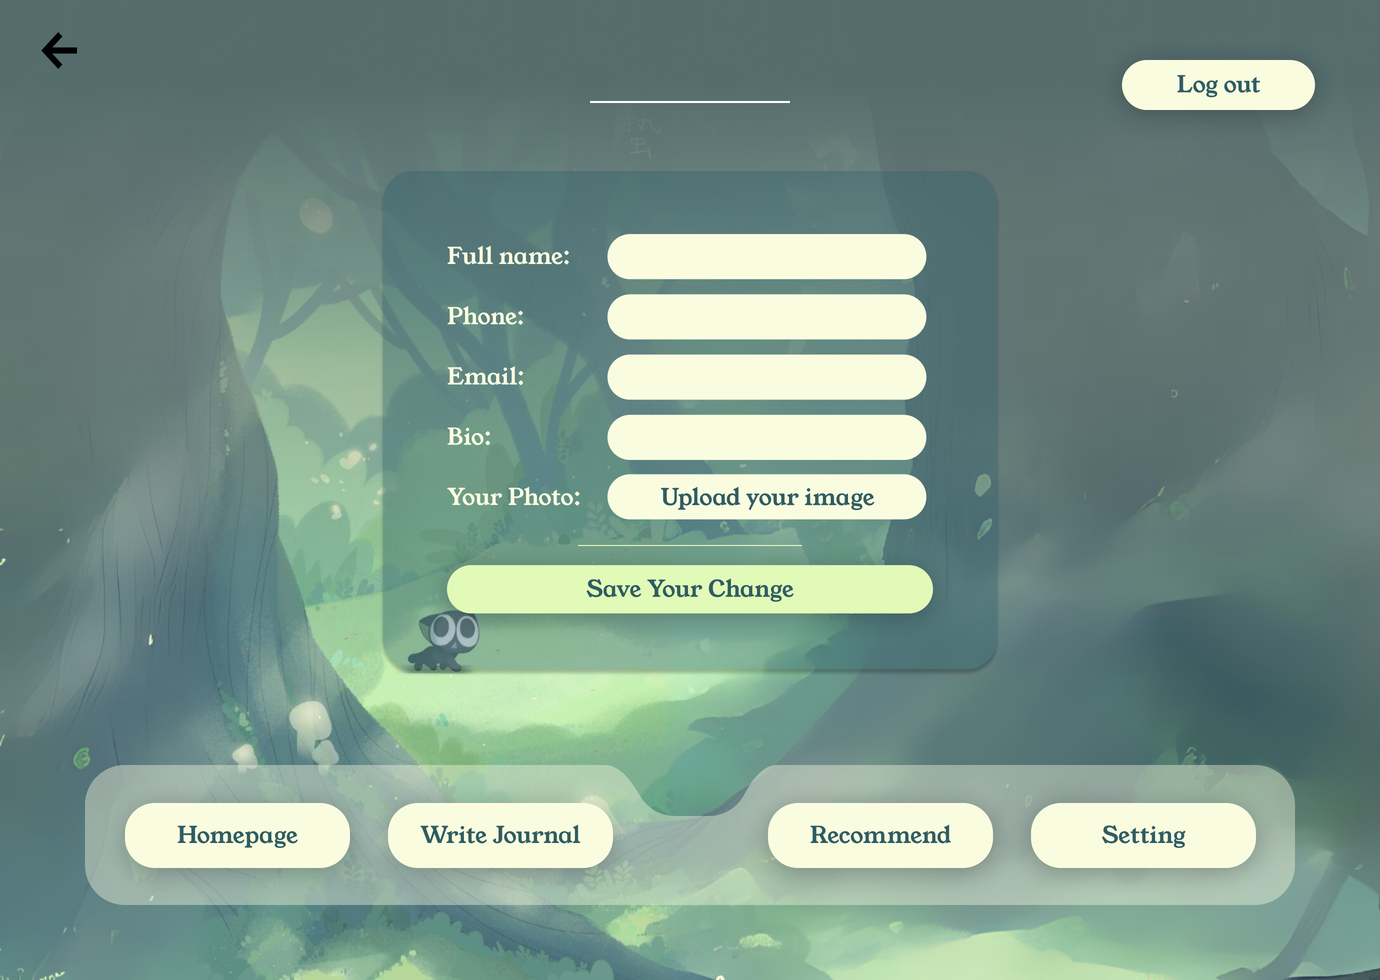 Log out
Full name:
Phone:
Email:
Bio:
Your Photo:
Upload your image
Save Your Change
Homepage
Write Journal
Recommend
Setting